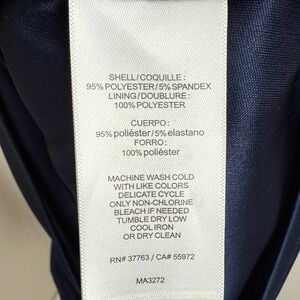 SHELL/COQUILLE:
95% POLYESTER/5% SPANDEX
LINING/DOUBLURE:
100% POLYESTER
CUERPO:
95% poliéster/5% elastano
FORRO:
100% poliéster
MACHINE WASH COLD
WITH LIKE COLORS
DELICATE CYCLE
ONLY NON-CHLORINE
BLEACH IF NEEDED
TUMBLE DRY LOW
COOL IRON
OR DRY CLEAN
RN# 37763 / CA# 55972
MA3272